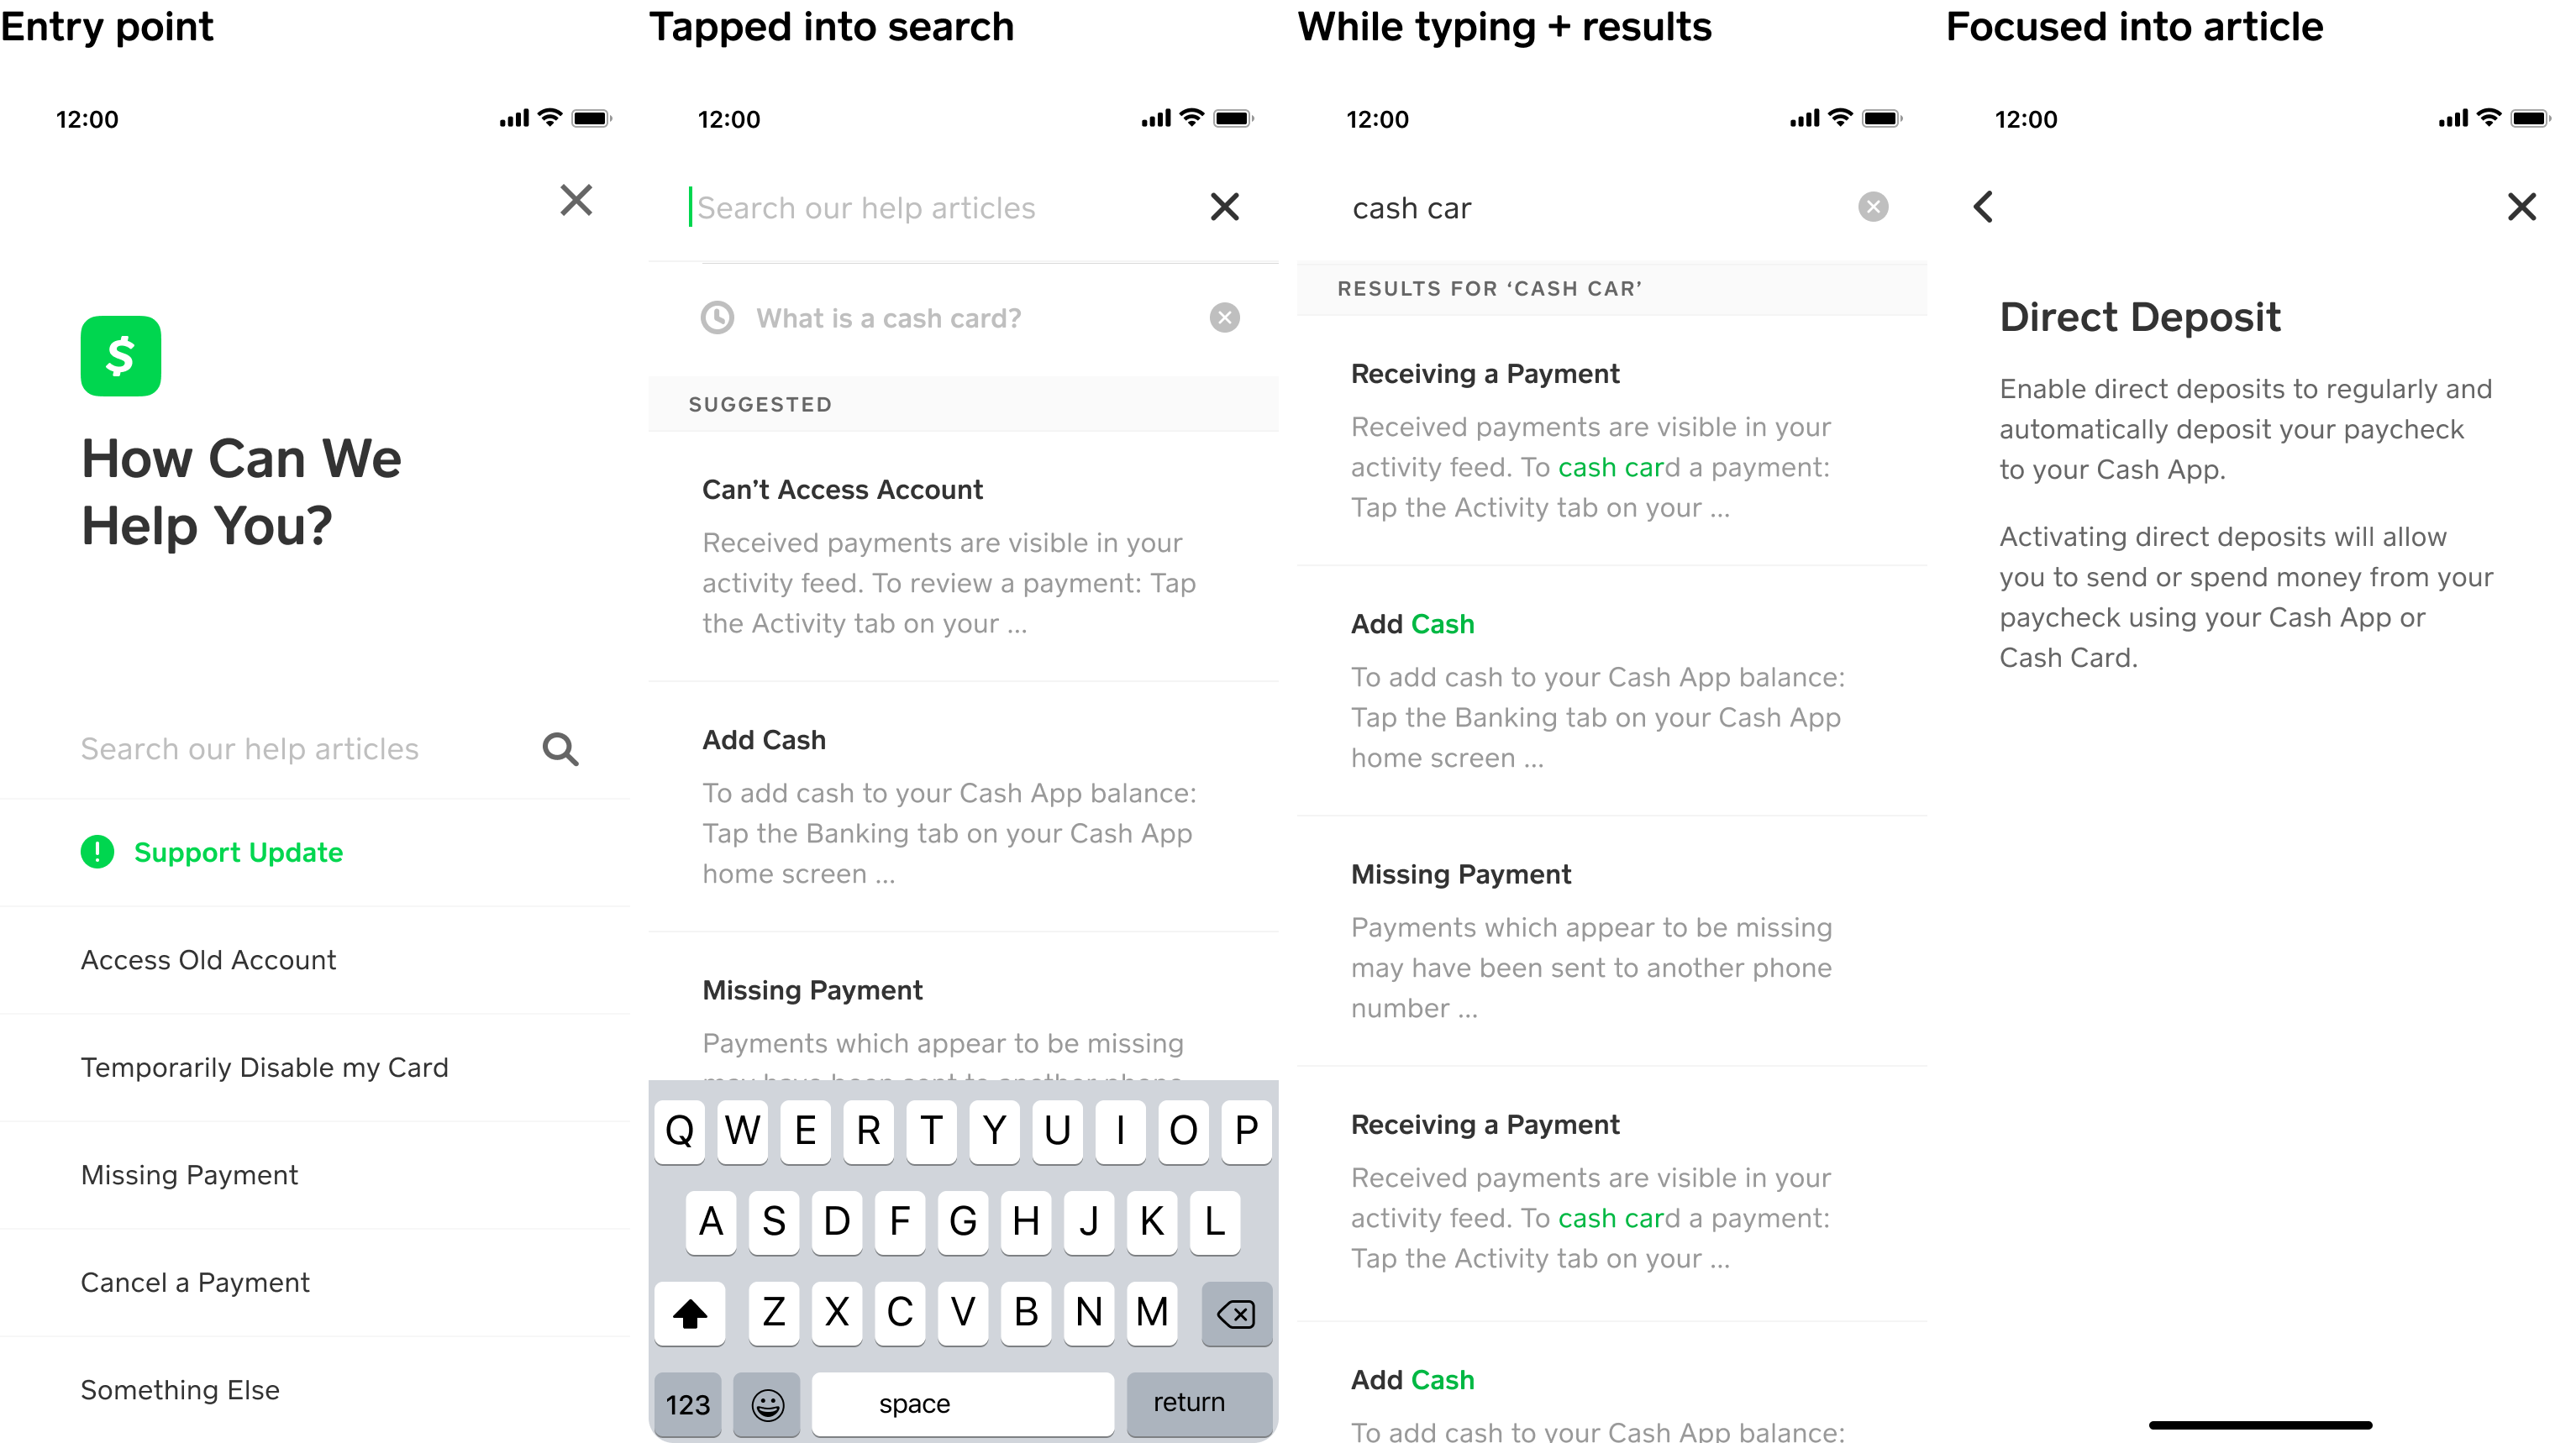 Entry point
12:00
$
How Can We
Help You?
Search our help articles
Support Update
Access Old Account
Temporarily Disable my Card
Missing Payment
Cancel a Payment
Something Else
Tapped into search
12:00
Search our help articles
What is a cash card?
SUGGESTED
Can’t Access Account
Received payments are visible in your
activity feed. To review a payment: Tap
the Activity tab on your ...
Add Cash
To add cash to your Cash App balance:
Tap the Banking tab on your Cash App
home screen ...
Missing Payment
Payments which appear to be missing
may have been sent to another phone
Q W E R T Y U I O P
A S D F G H J K L
Z X C V B N M
123 space return
While typing + results
12:00
cash car
RESULTS FOR ‘CASH CAR’
Receiving a Payment
Received payments are visible in your
activity feed. To cash card a payment:
Tap the Activity tab on your ...
Add Cash
To add cash to your Cash App balance:
Tap the Banking tab on your Cash App
home screen ...
Missing Payment
Payments which appear to be missing
may have been sent to another phone
number ...
Receiving a Payment
Received payments are visible in your
activity feed. To cash card a payment:
Tap the Activity tab on your ...
Add Cash
To add cash to your Cash App balance:
Focused into article
12:00
Direct Deposit
Enable direct deposits to regularly and
automatically deposit your paycheck
to your Cash App.
Activating direct deposits will allow
you to send or spend money from your
paycheck using your Cash App or
Cash Card.